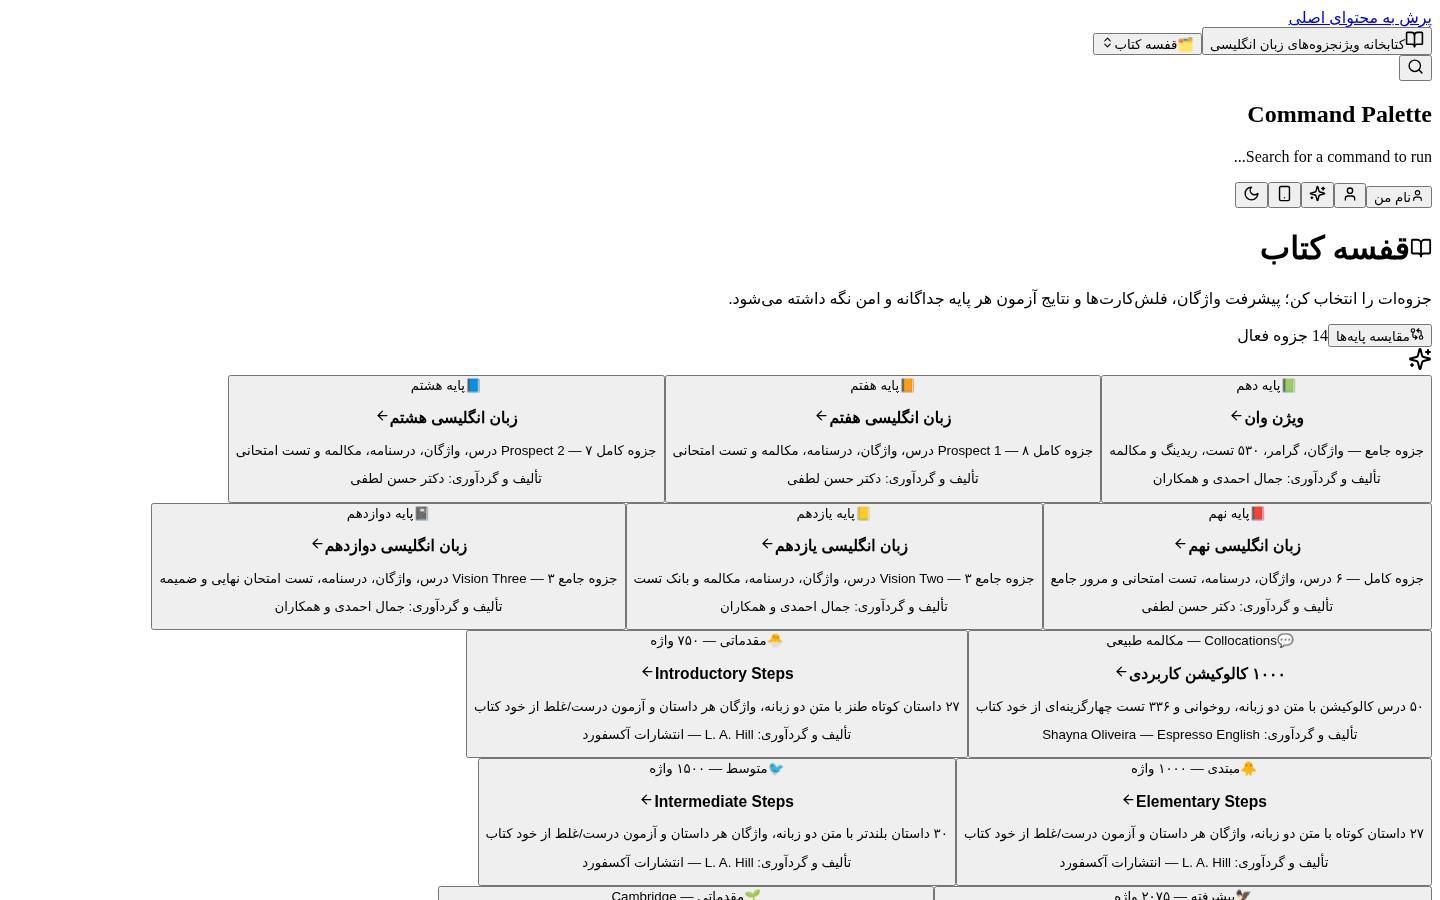 پرش به محتوای اصلی
کتابخانه ویژنجزوه‌های زبان انگلیسی
🗂️قفسه کتاب
Command Palette
Search for a command to run...
نام من
قفسه کتاب
جزوه‌ات را انتخاب کن؛ پیشرفت واژگان، فلش‌کارت‌ها و نتایج آزمون هر پایه جداگانه و امن نگه داشته می‌شود.
مقایسه پایه‌ها
14 جزوه فعال
📗پایه دهم
ویژن وان
جزوه جامع — واژگان، گرامر، ۵۳۰ تست، ریدینگ و مکالمه
تألیف و گردآوری: جمال احمدی و همکاران
📙پایه هفتم
زبان انگلیسی هفتم
جزوه کامل Prospect 1 — ۸ درس، واژگان، درسنامه، مکالمه و تست امتحانی
تألیف و گردآوری: دکتر حسن لطفی
📘پایه هشتم
زبان انگلیسی هشتم
جزوه کامل Prospect 2 — ۷ درس، واژگان، درسنامه، مکالمه و تست امتحانی
تألیف و گردآوری: دکتر حسن لطفی
📕پایه نهم
زبان انگلیسی نهم
جزوه کامل — ۶ درس، واژگان، درسنامه، تست امتحانی و مرور جامع
تألیف و گردآوری: دکتر حسن لطفی
📒پایه یازدهم
زبان انگلیسی یازدهم
جزوه جامع Vision Two — ۳ درس، واژگان، درسنامه، مکالمه و بانک تست
تألیف و گردآوری: جمال احمدی و همکاران
📓پایه دوازدهم
زبان انگلیسی دوازدهم
جزوه جامع Vision Three — ۳ درس، واژگان، درسنامه، تست امتحان نهایی و ضمیمه
تألیف و گردآوری: جمال احمدی و همکاران
💬Collocations — مکالمه طبیعی
۱۰۰۰ کالوکیشن کاربردی
۵۰ درس کالوکیشن با متن دو زبانه، روخوانی و ۳۳۶ تست چهارگزینه‌ای از خود کتاب
تألیف و گردآوری: Shayna Oliveira — Espresso English
🐣مقدماتی — ۷۵۰ واژه
Introductory Steps
۲۷ داستان کوتاه طنز با متن دو زبانه، واژگان هر داستان و آزمون درست/غلط از خود کتاب
تألیف و گردآوری: L. A. Hill — انتشارات آکسفورد
🐥مبتدی — ۱۰۰۰ واژه
Elementary Steps
۲۷ داستان کوتاه با متن دو زبانه، واژگان هر داستان و آزمون درست/غلط از خود کتاب
تألیف و گردآوری: L. A. Hill — انتشارات آکسفورد
🐦متوسط — ۱۵۰۰ واژه
Intermediate Steps
۳۰ داستان بلندتر با متن دو زبانه، واژگان هر داستان و آزمون درست/غلط از خود کتاب
تألیف و گردآوری: L. A. Hill — انتشارات آکسفورد
🦅پیشرفته — ۲۰۷۵ واژه
🌱مقدماتی — Cambridge